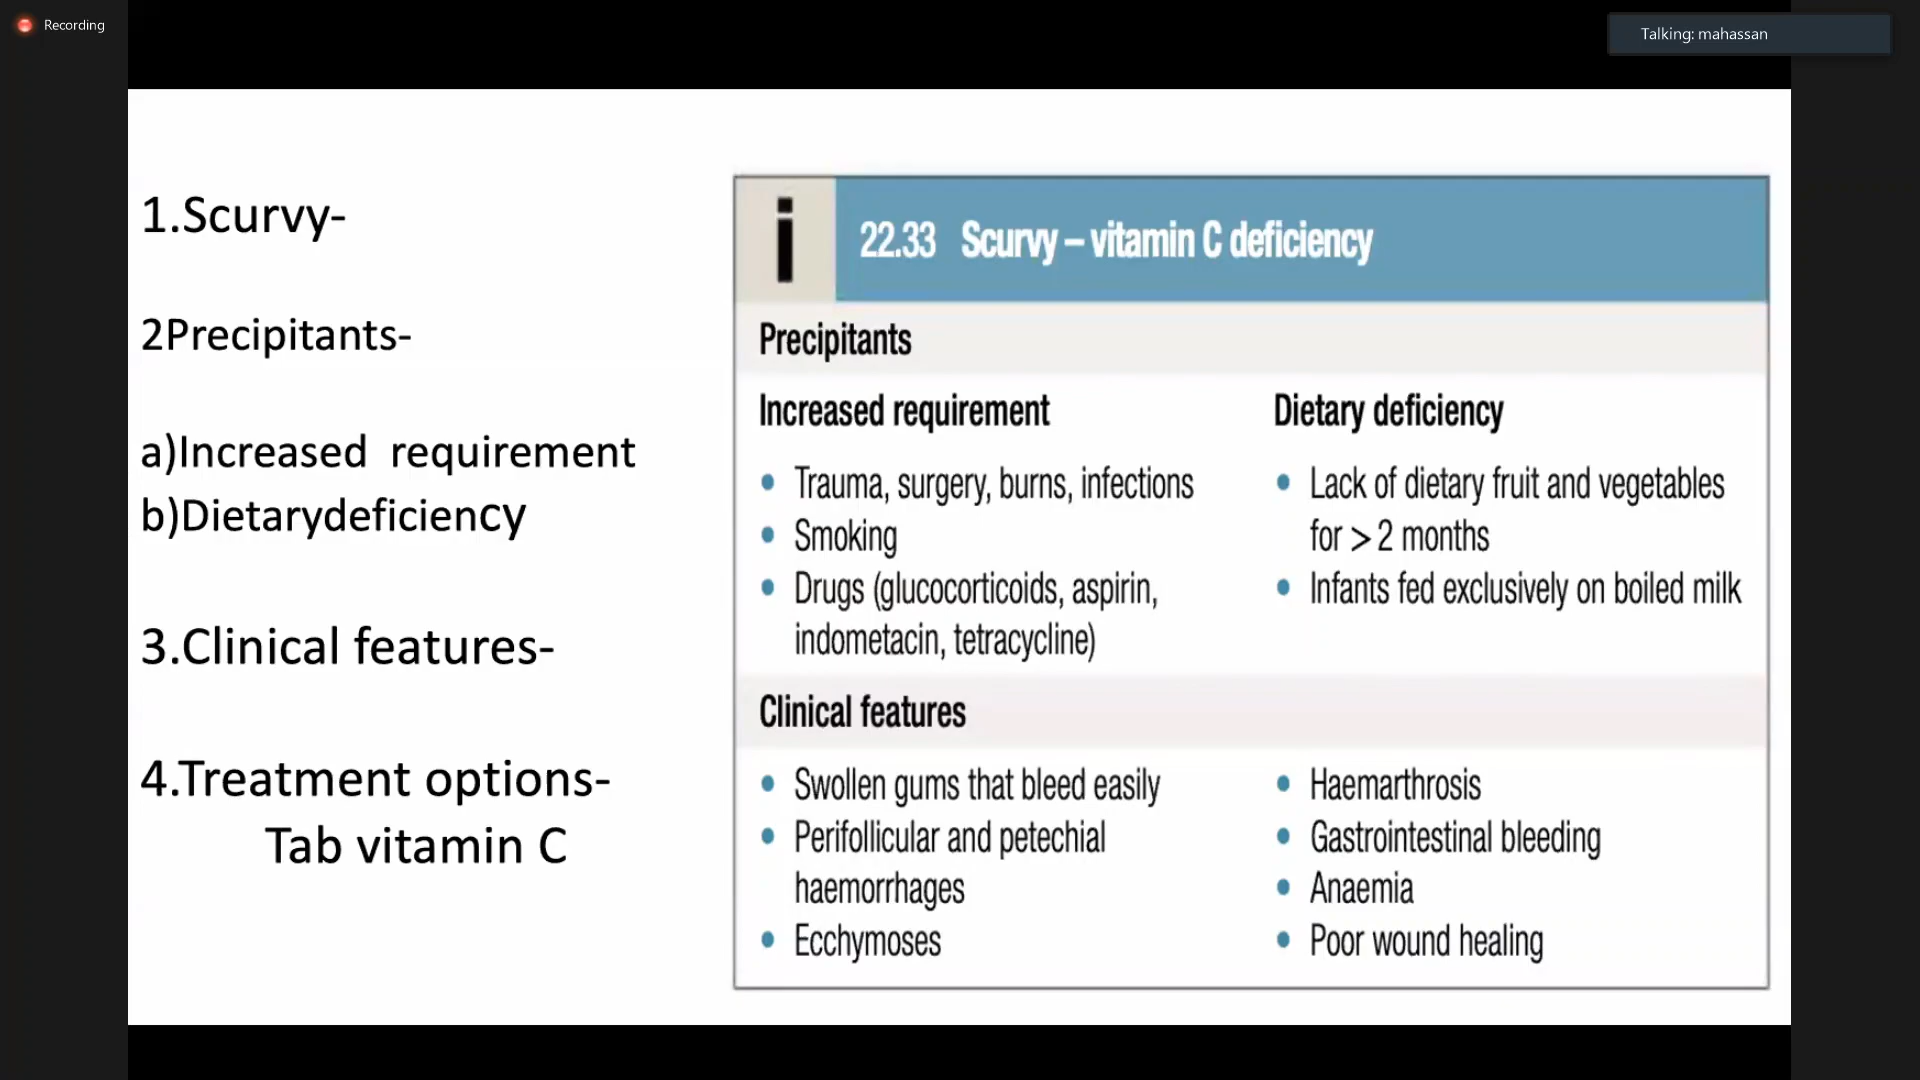 Recording
Talking: mahassan
1.Scurvy-
2Precipitants-
a)Increased requirement
b)Dietarydeficiency
3.Clinical features-
4.Treatment options-
Tab vitamin C
i
22.33 Scurvy – vitamin C deficiency
Precipitants
Increased requirement
• Trauma, surgery, burns, infections
• Smoking
• Drugs (glucocorticoids, aspirin,
indometacin, tetracycline)
Dietary deficiency
• Lack of dietary fruit and vegetables
for > 2 months
• Infants fed exclusively on boiled milk
Clinical features
• Swollen gums that bleed easily
• Perifollicular and petechial
haemorrhages
• Ecchymoses
• Haemarthrosis
• Gastrointestinal bleeding
• Anaemia
• Poor wound healing